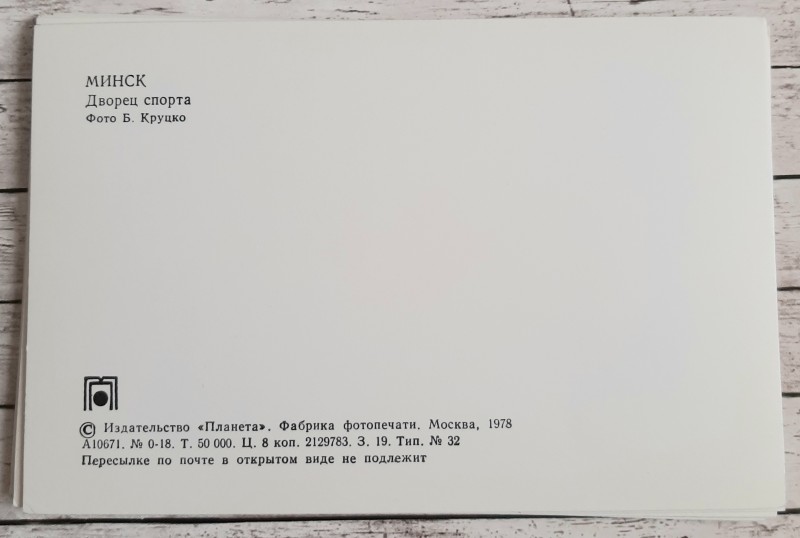 МИНСК
Дворец спорта
Фото Б. Круцко
© Издательство «Планета». Фабрика фотопечати. Москва, 1978
А10671. № 0-18. Т. 50 000. Ц. 8 коп. 2129783. З. 19. Тип. № 32
Пересылке по почте в открытом виде не подлежит